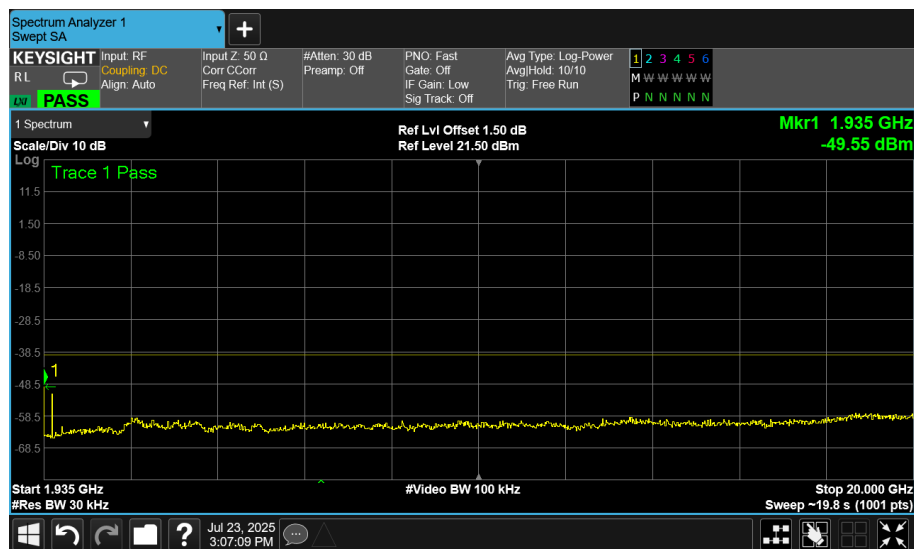 Spectrum Analyzer 1
Swept SA
KEYSIGHT
RL
LXI
PASS
Input: RF
Coupling: DC
Align: Auto
Input Z: 50 Ω
Corr CCorr
Freq Ref: Int (S)
#Atten: 30 dB
Preamp: Off
PNO: Fast
Gate: Off
IF Gain: Low
Sig Track: Off
Avg Type: Log-Power
Avg|Hold: 10/10
Trig: Free Run
1 2 3 4 5 6
M W W W W W
P N N N N N
1 Spectrum
Scale/Div 10 dB
Ref Lvl Offset 1.50 dB
Ref Level 21.50 dBm
Mkr1 1.935 GHz
-49.55 dBm
Log
Trace 1 Pass
11.5
1.50
-8.50
-18.5
-28.5
-38.5
1
-48.5
-58.5
-68.5
Start 1.935 GHz
#Video BW 100 kHz
Stop 20.000 GHz
#Res BW 30 kHz
Sweep ~19.8 s (1001 pts)
?
Jul 23, 2025
3:07:09 PM